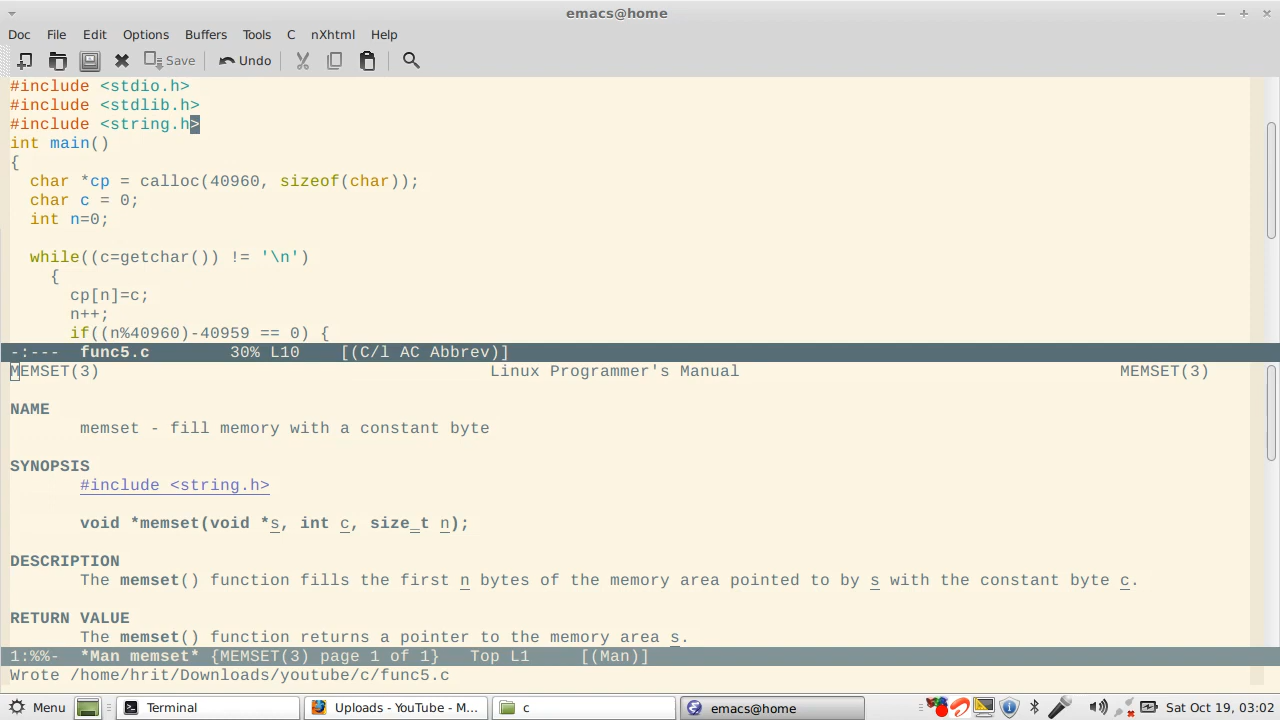 emacs@home
Doc File Edit Options Buffers Tools C nXhtml Help
Save Undo
#include <stdio.h>
#include <stdlib.h>
#include <string.h>
int main()
{
char *cp = calloc(40960, sizeof(char));
char c = 0;
int n=0;
while((c=getchar()) != '\n')
{
cp[n]=c;
n++;
if((n%40960)-40959 == 0) {
-:--- func5.c 30% L10 [(C/l AC Abbrev)]
MEMSET(3) Linux Programmer's Manual MEMSET(3)
NAME
memset - fill memory with a constant byte
SYNOPSIS
#include <string.h>
void *memset(void *s, int c, size_t n);
DESCRIPTION
The memset() function fills the first n bytes of the memory area pointed to by s with the constant byte c.
RETURN VALUE
The memset() function returns a pointer to the memory area s.
1:%%- *Man memset* {MEMSET(3) page 1 of 1} Top L1 [(Man)]
Wrote /home/hrit/Downloads/youtube/c/func5.c
Menu Terminal Uploads - YouTube - M... c emacs@home Sat Oct 19, 03:02